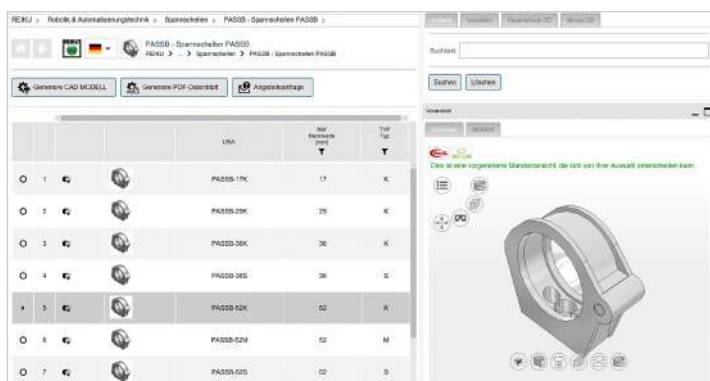 REIKU > Robotik & Automatisierungstechnik > Spannschellen > PASSB - Spannschellen PASSB >
PASSB - Spannschellen PASSB
REIKU > ... > Spannschellen > PASSB - Spannschellen PASSB
Generiere CAD MODELL
Generiere PDF Datenblatt
Angebotsanfrage
LINA
NW
Nennweite
[mm]
TYP
Typ
1 PASSB-17K 17 K
2 PASSB-29K 29 K
3 PASSB-36K 36 K
4 PASSB-36S 36 S
5 PASSB-52K 52 K
6 PASSB-52M 52 M
7 PASSB-52S 52 S
Suchtext
Suchen
Löschen
Dies ist eine vorgenerierte Standardansicht, die sich von Ihrer Auswahl unterscheiden kann.